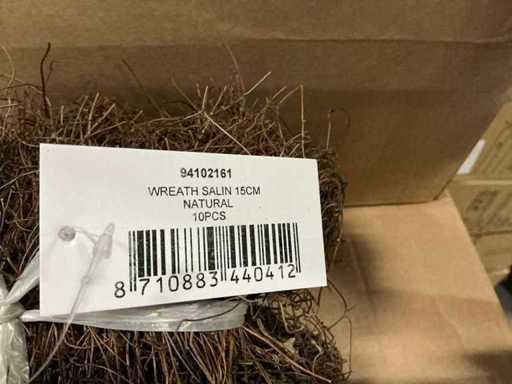 94102161
WREATH SALIN 15CM
NATURAL
10PCS
8 710883 440412